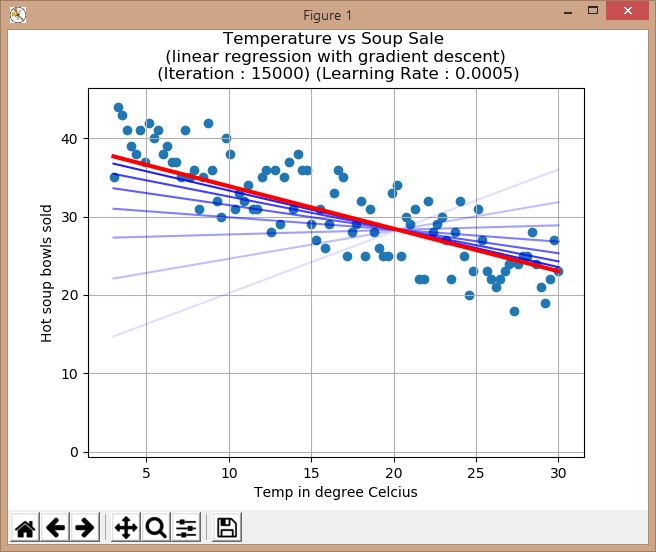 Figure 1
Temperature vs Soup Sale
(linear regression with gradient descent)
(Iteration : 15000) (Learning Rate : 0.0005)
40
30
20
10
0
Hot soup bowls sold
5 10 15 20 25 30
Temp in degree Celcius